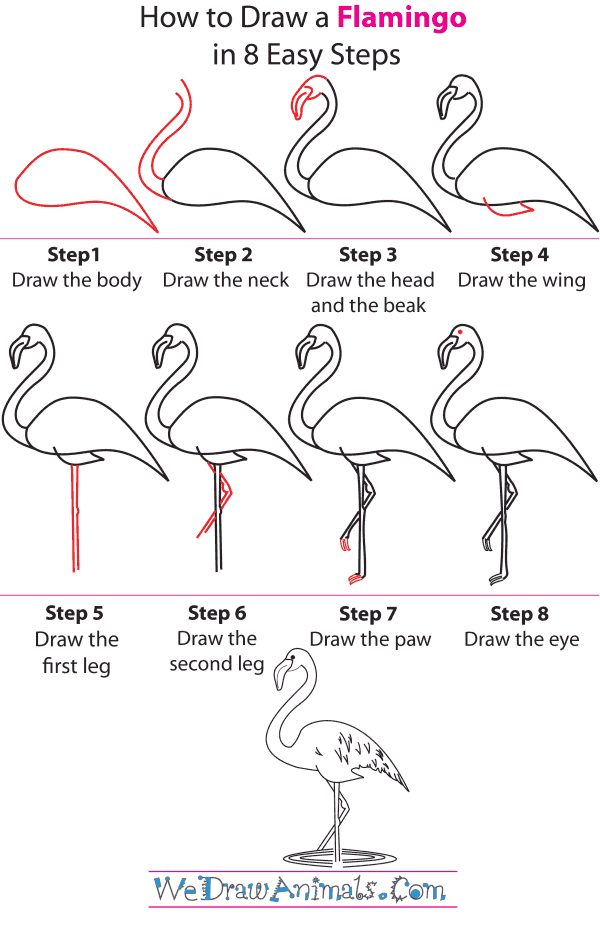 How to Draw a Flamingo
in 8 Easy Steps
Step1
Draw the body
Step 2
Draw the neck
Step 3
Draw the head
and the beak
Step 4
Draw the wing
Step 5
Draw the
first leg
Step 6
Draw the
second leg
Step 7
Draw the paw
Step 8
Draw the eye
WeDrawAnimals.Com